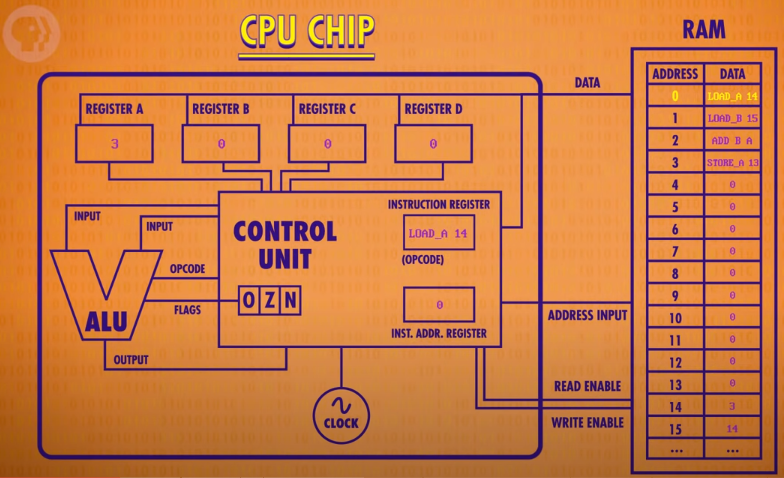 CPU CHIP
RAM
DATA
ADDRESS DATA
0 LOAD_A 14
1 LOAD_B 15
2 ADD B A
3 STORE_A 13
4 0
5 0
6 0
7 0
8 0
9 0
10 0
11 0
12 0
13 0
14 3
15 14
... ...
REGISTER A REGISTER B REGISTER C REGISTER D
3 0 0 0
INPUT
INPUT
OPCODE
FLAGS
ALU
OUTPUT
CONTROL
UNIT
O Z N
INSTRUCTION REGISTER
LOAD_A 14
(OPCODE)
0
INST. ADDR. REGISTER
CLOCK
ADDRESS INPUT
READ ENABLE
WRITE ENABLE